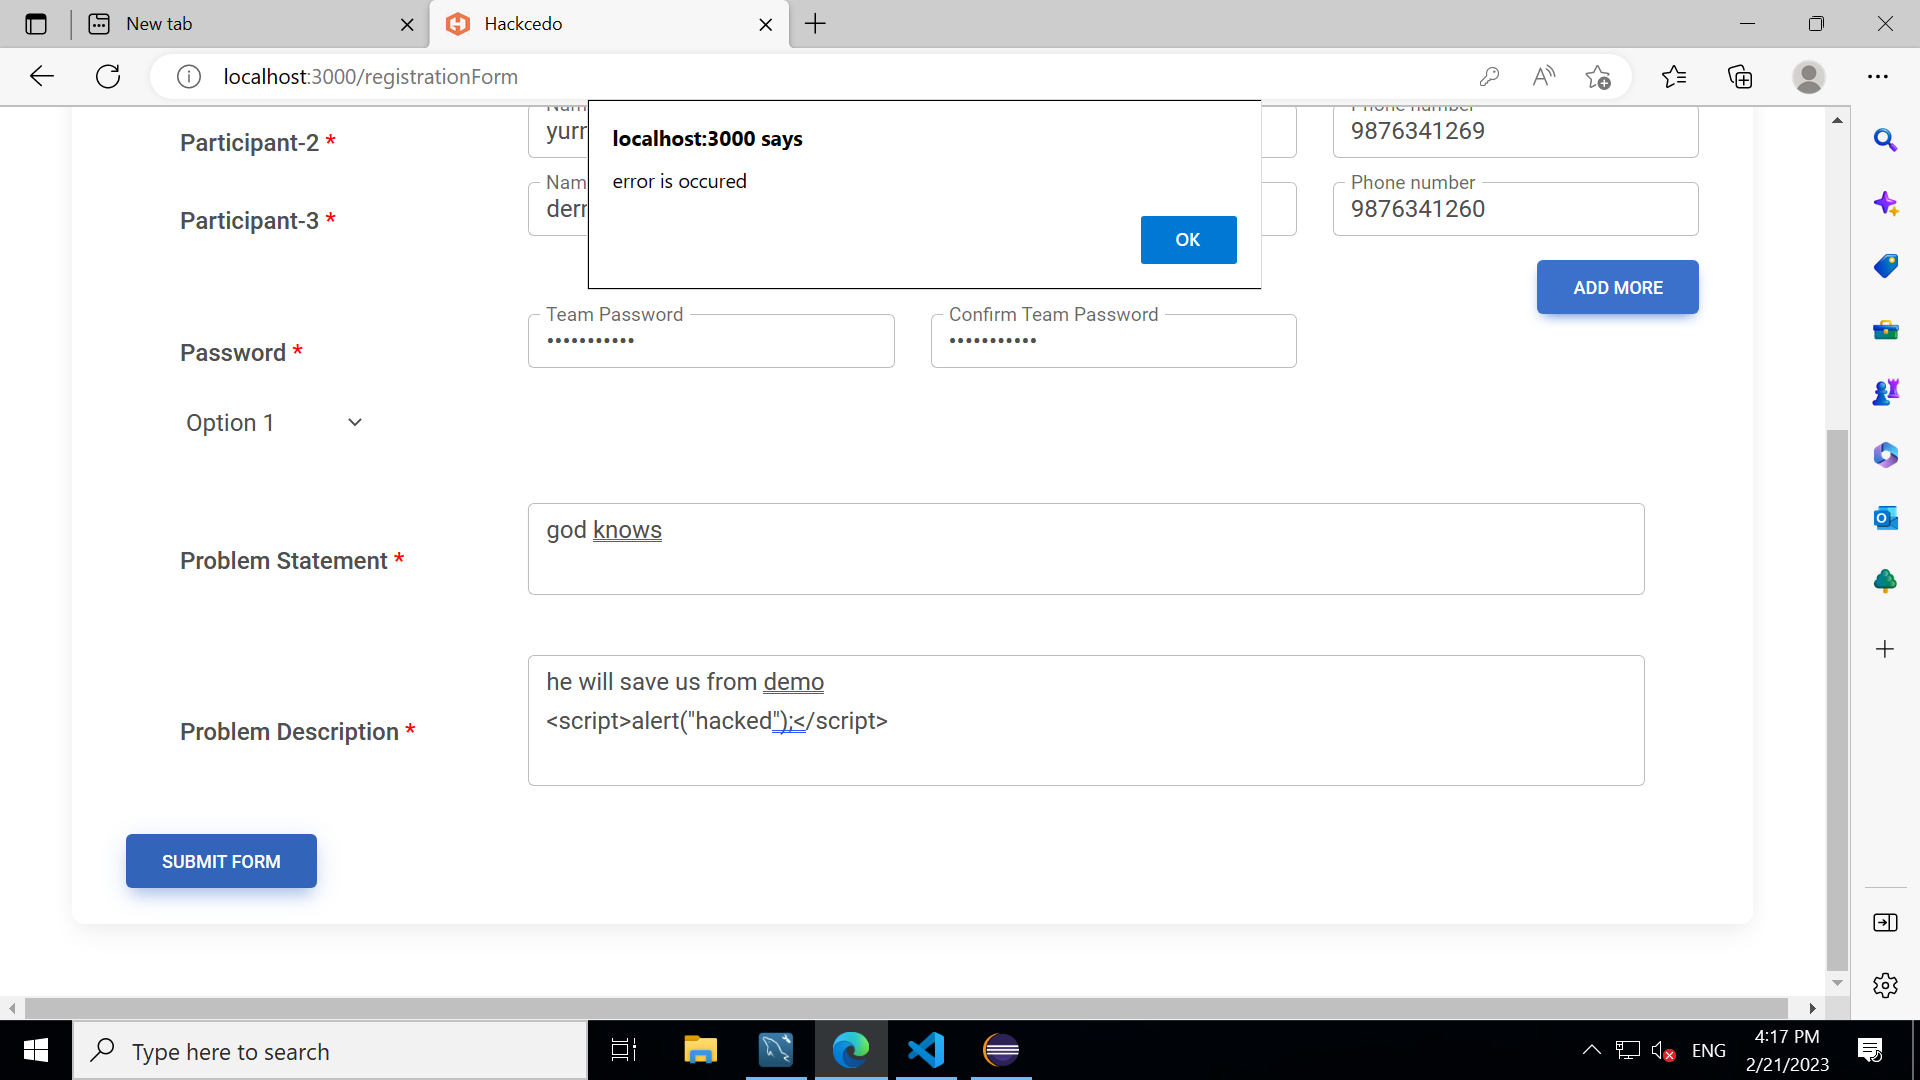 New tab
Hackcedo
localhost:3000/registrationForm
localhost:3000 says
error is occured
OK
Phone number
Participant-2 *
9876341269
Participant-3 *
Phone number
9876341260
ADD MORE
Password *
Team Password
•••••••••••
Confirm Team Password
•••••••••••
Option 1
Problem Statement *
god knows
Problem Description *
he will save us from demo
<script>alert("hacked");</script>
SUBMIT FORM
Type here to search
ENG
4:17 PM
2/21/2023